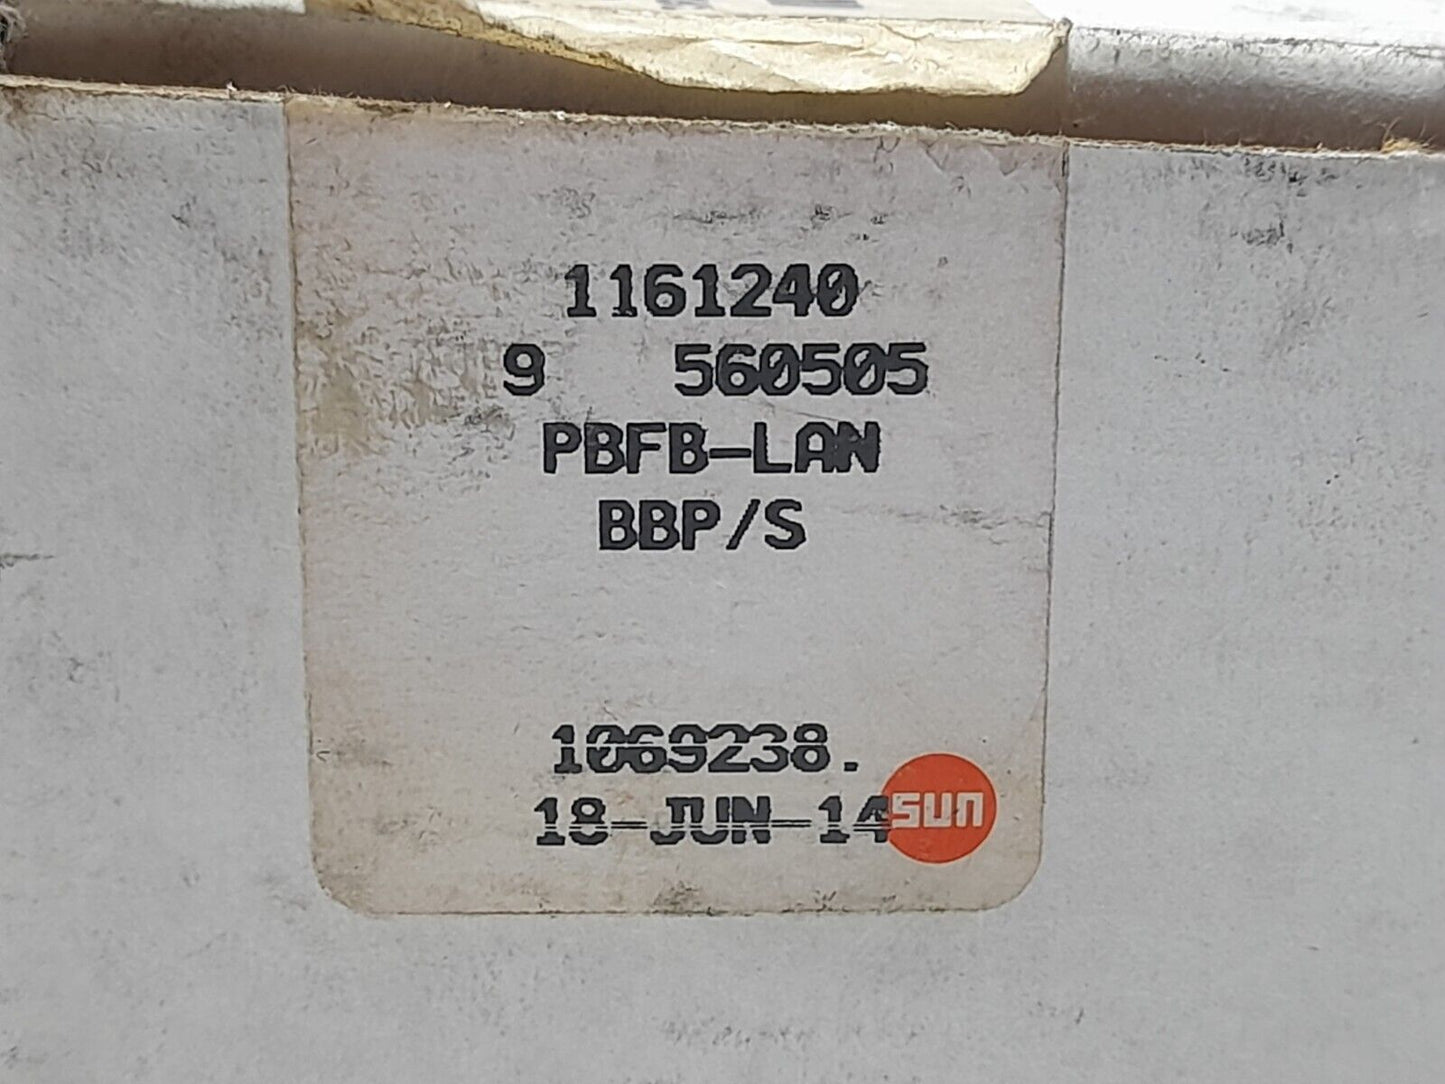 1161240
9 560505
PBFB-LAN
BBP/S
1069238.
18-JUN-14
sun